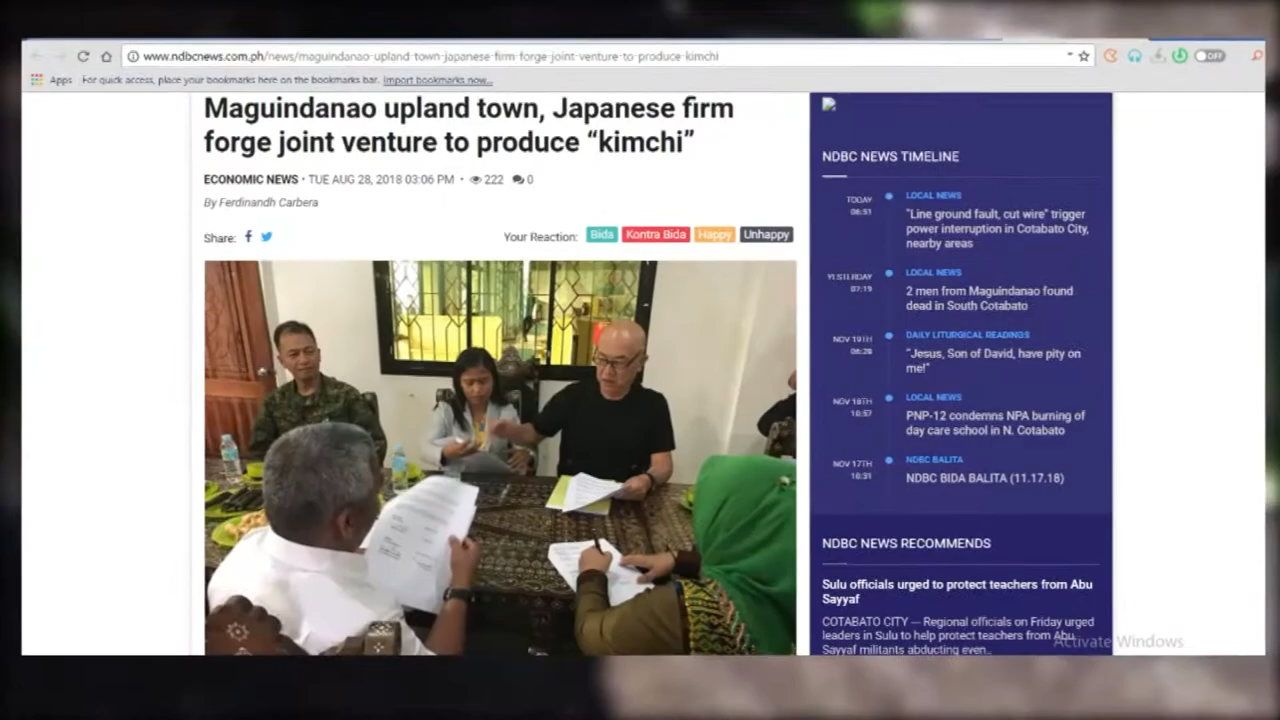 www.ndbcnews.com.ph/news/maguindanao-upland-town-japanese-firm-forge-joint-venture-to-produce-kimchi
OFF
Apps
For quick access, place your bookmarks here on the bookmarks bar. Import bookmarks now...
Maguindanao upland town, Japanese firm
forge joint venture to produce “kimchi”
ECONOMIC NEWS • TUE AUG 28, 2018 03:06 PM • 222 0
By Ferdinandh Carbera
Share:
Your Reaction: Bida Kontra Bida Happy Unhappy
NDBC NEWS TIMELINE
TODAY
06:51
LOCAL NEWS
"Line ground fault, cut wire" trigger
power interruption in Cotabato City,
nearby areas
YESTERDAY
07:19
LOCAL NEWS
2 men from Maguindanao found
dead in South Cotabato
NOV 19TH
06:28
DAILY LITURGICAL READINGS
“Jesus, Son of David, have pity on
me!”
NOV 18TH
10:57
LOCAL NEWS
PNP-12 condemns NPA burning of
day care school in N. Cotabato
NOV 17TH
10:31
NDBC BALITA
NDBC BIDA BALITA (11.17.18)
NDBC NEWS RECOMMENDS
Sulu officials urged to protect teachers from Abu
Sayyaf
COTABATO CITY — Regional officials on Friday urged
leaders in Sulu to help protect teachers from Abu
Sayyaf militants abducting even..
Activate Windows